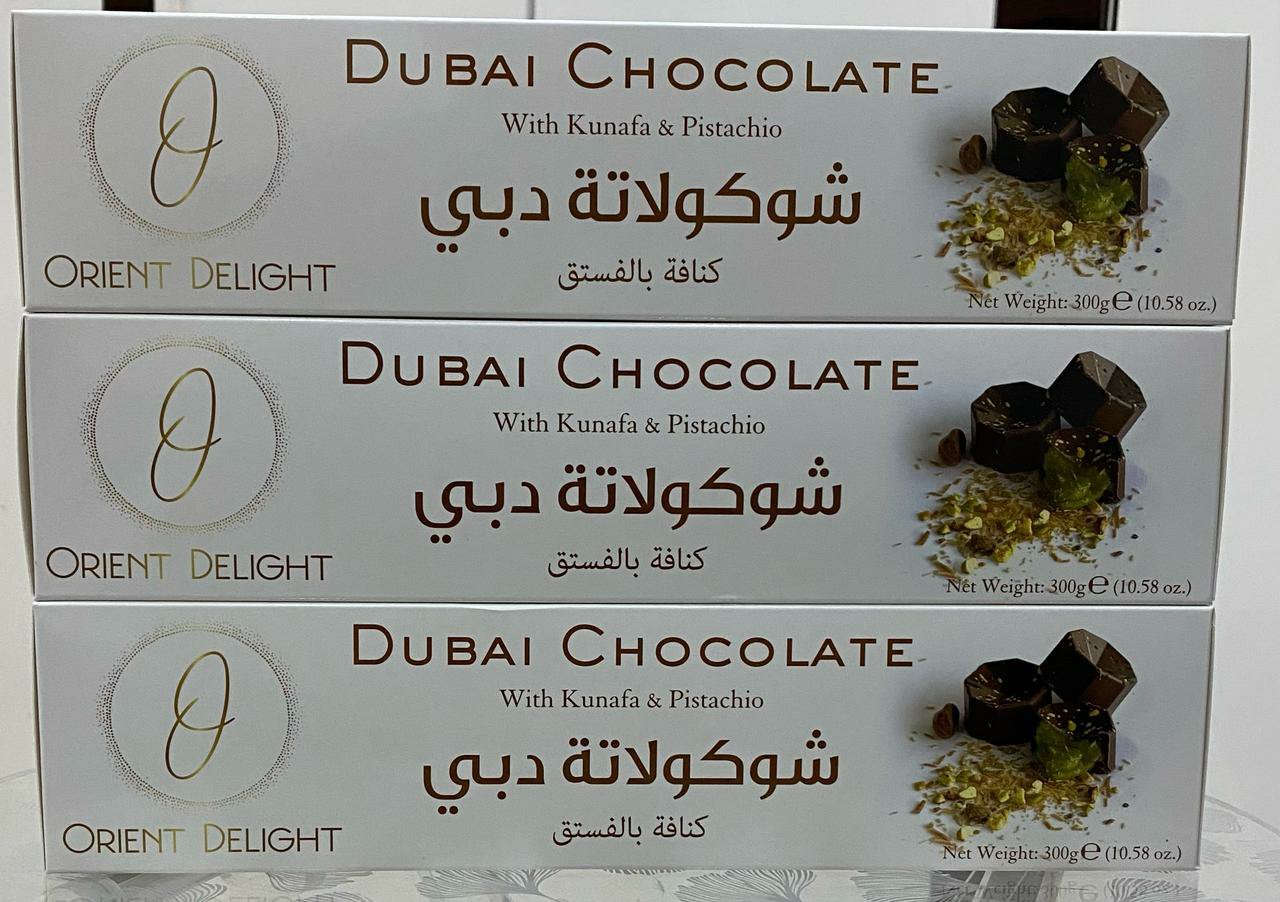 DUBAI CHOCOLATE
With Kunafa & Pistachio
شوكولاتة دبي
كنافة بالفستق
O
ORIENT DELIGHT
Net Weight: 300g℮ (10.58 oz.)
DUBAI CHOCOLATE
With Kunafa & Pistachio
شوكولاتة دبي
كنافة بالفستق
O
ORIENT DELIGHT
Net Weight: 300g℮ (10.58 oz.)
DUBAI CHOCOLATE
With Kunafa & Pistachio
شوكولاتة دبي
كنافة بالفستق
O
ORIENT DELIGHT
Net Weight: 300g℮ (10.58 oz.)